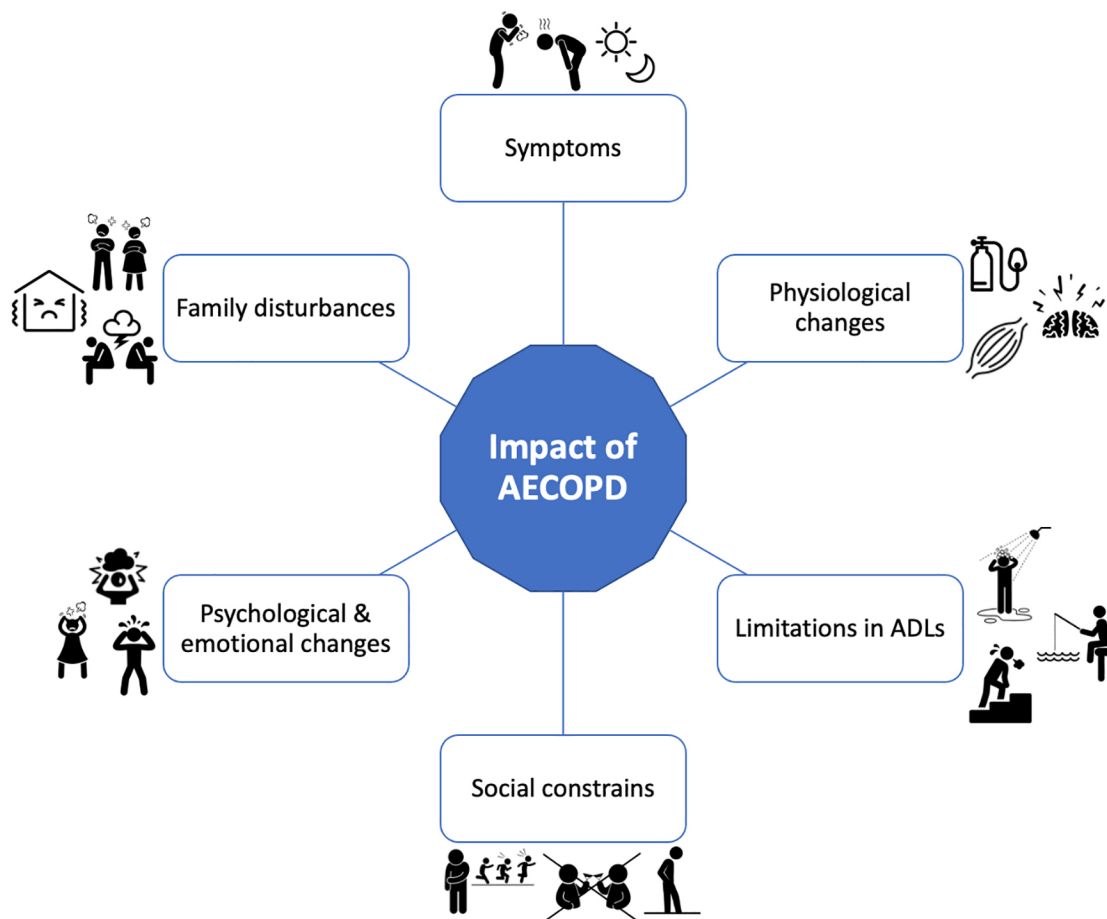 Symptoms
Family disturbances
Physiological
changes
Impact of
AECOPD
Psychological &
emotional changes
Limitations in ADLs
Social constrains